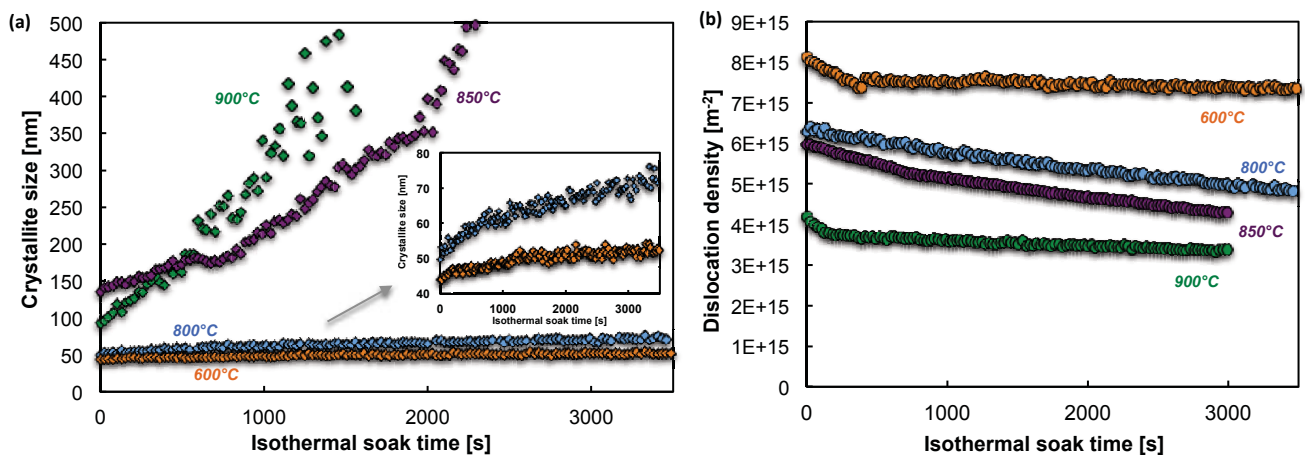 (a)
Crystallite size [nm]
500
450
400
350
300
250
200
150
100
50
0
0
1000
2000
3000
Isothermal soak time [s]
900°C
850°C
800°C
600°C
Crystallite size [nm]
80
70
60
50
40
0
1000
2000
3000
Isothermal soak time [s]
(b)
Dislocation density [m⁻²]
9E+15
8E+15
7E+15
6E+15
5E+15
4E+15
3E+15
2E+15
1E+15
0
0
1000
2000
3000
Isothermal soak time [s]
600°C
800°C
850°C
900°C